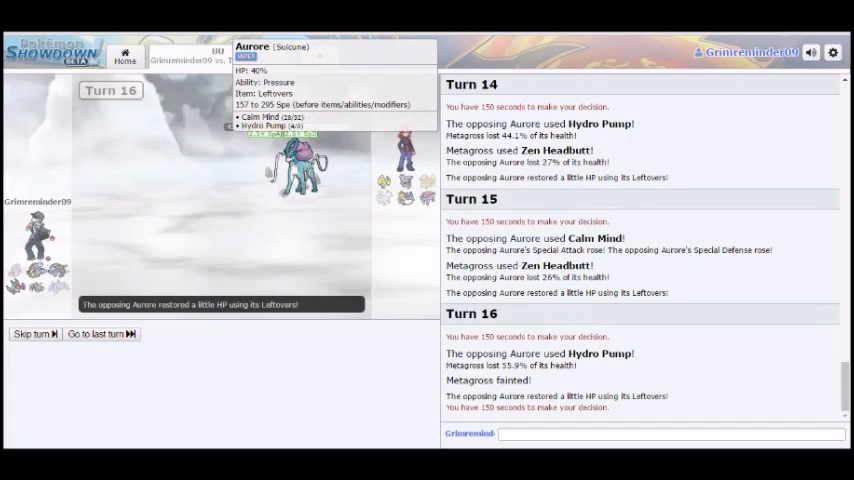 Pokémon
SHOWDOWN
BETA
Home
UU
Grimreminder09 vs. T
Aurore (Suicune)
WATER
HP: 40%
Ability: Pressure
Item: Leftovers
157 to 295 Spe (before items/abilities/modifiers)
• Calm Mind (28/32)
• Hydro Pump (4/8)
Grimreminder09
Turn 16
Grimreminder09
The opposing Aurore restored a little HP using its Leftovers!
Skip turn
Go to last turn
Turn 14
You have 150 seconds to make your decision.
The opposing Aurore used Hydro Pump!
Metagross lost 44.1% of its health!
Metagross used Zen Headbutt!
The opposing Aurore lost 27% of its health!
The opposing Aurore restored a little HP using its Leftovers!
Turn 15
You have 150 seconds to make your decision.
The opposing Aurore used Calm Mind!
The opposing Aurore's Special Attack rose! The opposing Aurore's Special Defense rose!
Metagross used Zen Headbutt!
The opposing Aurore lost 26% of its health!
The opposing Aurore restored a little HP using its Leftovers!
Turn 16
You have 150 seconds to make your decision.
The opposing Aurore used Hydro Pump!
Metagross lost 55.9% of its health!
Metagross fainted!
The opposing Aurore restored a little HP using its Leftovers!
You have 150 seconds to make your decision.
Grimremind